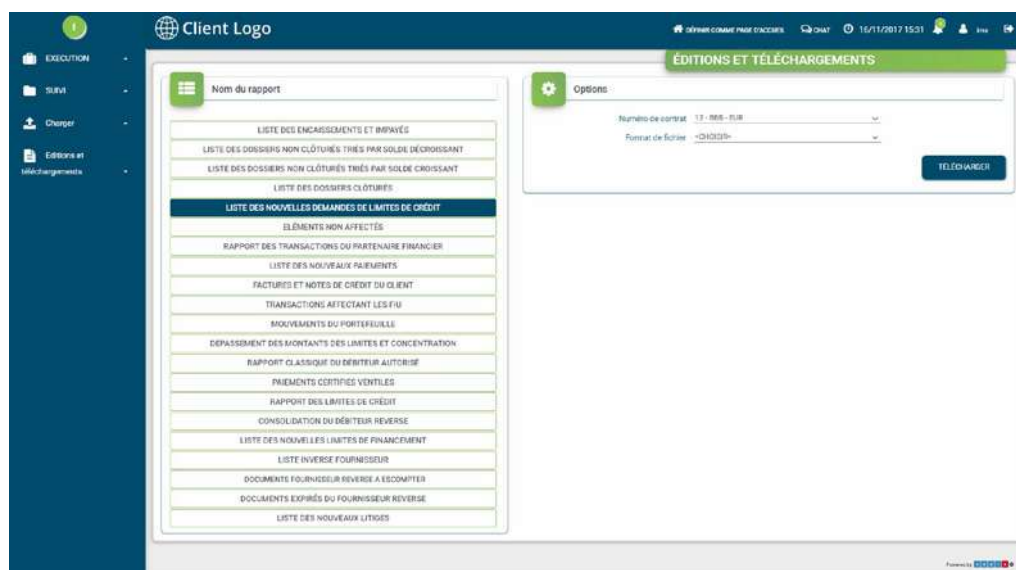 Client Logo
DÉFINIR COMME PAGE D'ACCUEIL CHAT 16/11/2017 15:31
EXECUTION
SUIVI
Charger
Editions et
téléchargements
ÉDITIONS ET TÉLÉCHARGEMENTS
Nom du rapport
LISTE DES ENCAISSEMENTS ET IMPAYÉS
LISTE DES DOSSIERS NON CLÔTURÉS TRIÉS PAR SOLDE DÉCROISSANT
LISTE DES DOSSIERS NON CLÔTURÉS TRIÉS PAR SOLDE CROISSANT
LISTE DES DOSSIERS CLÔTURÉS
LISTE DES NOUVELLES DEMANDES DE LIMITES DE CRÉDIT
ELÉMENTS NON AFFECTÉS
RAPPORT DES TRANSACTIONS DU PARTENAIRE FINANCIER
LISTE DES NOUVEAUX PAIEMENTS
FACTURES ET NOTES DE CRÉDIT DU CLIENT
TRANSACTIONS AFFECTANT LES FIU
MOUVEMENTS DU PORTEFEUILLE
DEPASSEMENT DES MONTANTS DES LIMITES ET CONCENTRATION
RAPPORT CLASSIQUE DU DÉBITEUR AUTORISÉ
PAIEMENTS CERTIFIES VENTILES
RAPPORT DES LIMITES DE CRÉDIT
CONSOLIDATION DU DÉBITEUR REVERSE
LISTE DES NOUVELLES LIMITES DE FINANCEMENT
LISTE INVERSE FOURNISSEUR
DOCUMENTS FOURNISSEUR REVERSE A ESCOMPTER
DOCUMENTS EXPIRÉS DU FOURNISSEUR REVERSE
LISTE DES NOUVEAUX LITIGES
Options
Numéro de contrat
Format de fichier <CHOISIR>
TÉLÉCHARGER
Powered by